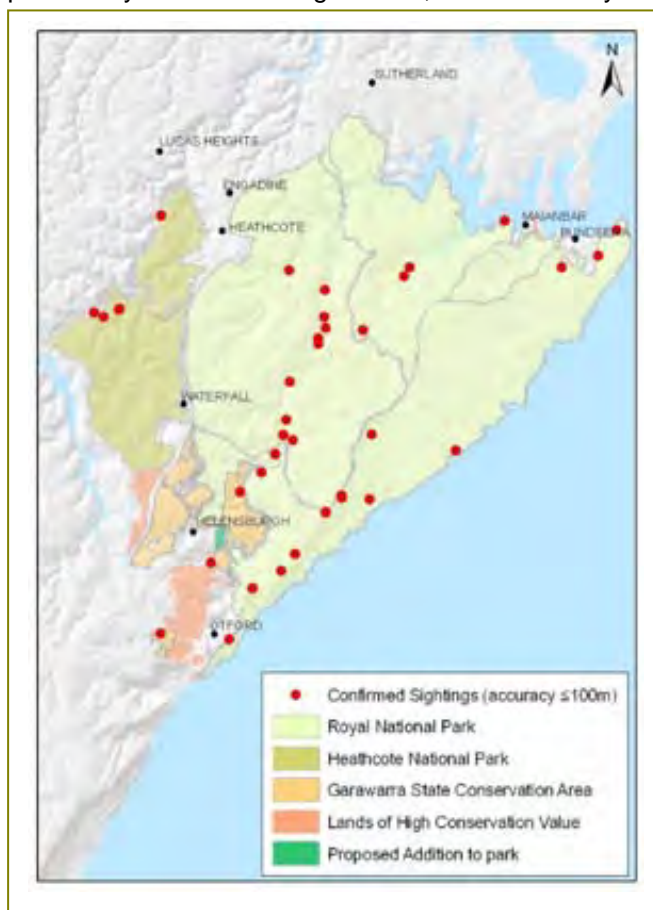 N
SUTHERLAND
LUCAS HEIGHTS
ENGADINE
HEATHCOTE
MAIANBAR
BUNDEENA
WATERFALL
HELENSBURGH
OTFORD
Confirmed Sightings (accuracy ≤100m)
Royal National Park
Heathcote National Park
Garawarra State Conservation Area
Lands of High Conservation Value
Proposed Addition to park